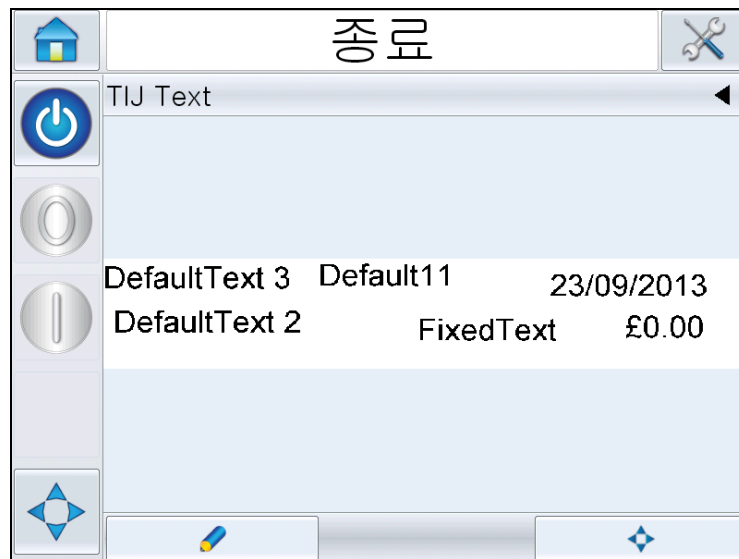 종료
TIJ Text
DefaultText 3 Default11 23/09/2013
DefaultText 2 FixedText £0.00